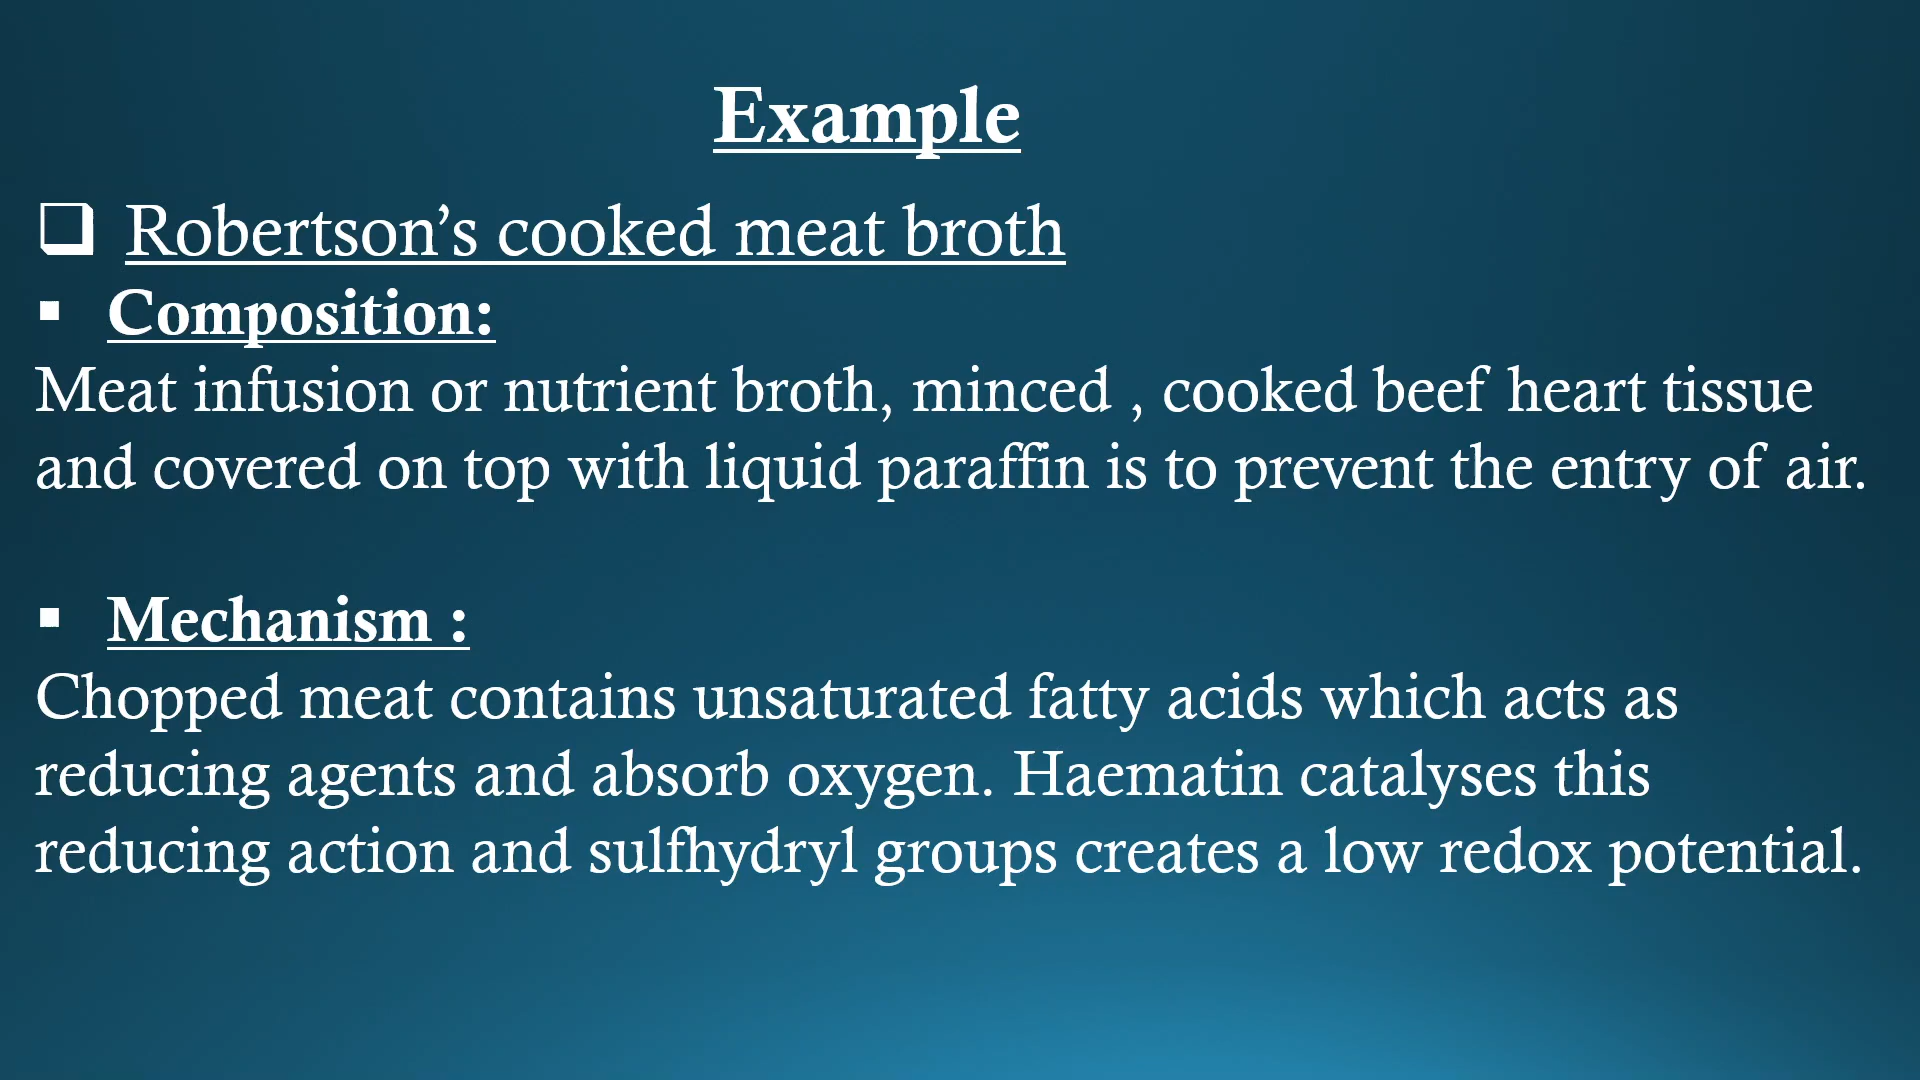 Example
Robertson’s cooked meat broth
Composition:
Meat infusion or nutrient broth, minced , cooked beef heart tissue
and covered on top with liquid paraffin is to prevent the entry of air.
Mechanism :
Chopped meat contains unsaturated fatty acids which acts as
reducing agents and absorb oxygen. Haematin catalyses this
reducing action and sulfhydryl groups creates a low redox potential.